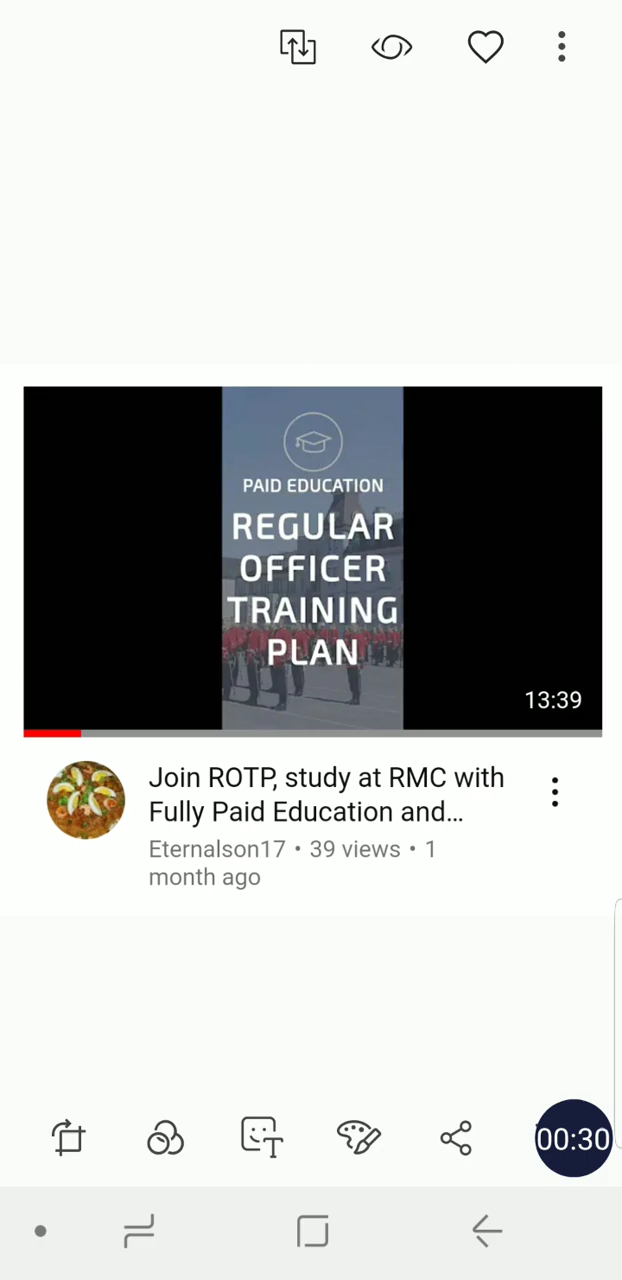 PAID EDUCATION
REGULAR
OFFICER
TRAINING
PLAN
13:39
Join ROTP, study at RMC with
Fully Paid Education and...
Eternalson17 • 39 views • 1
month ago
T
00:30